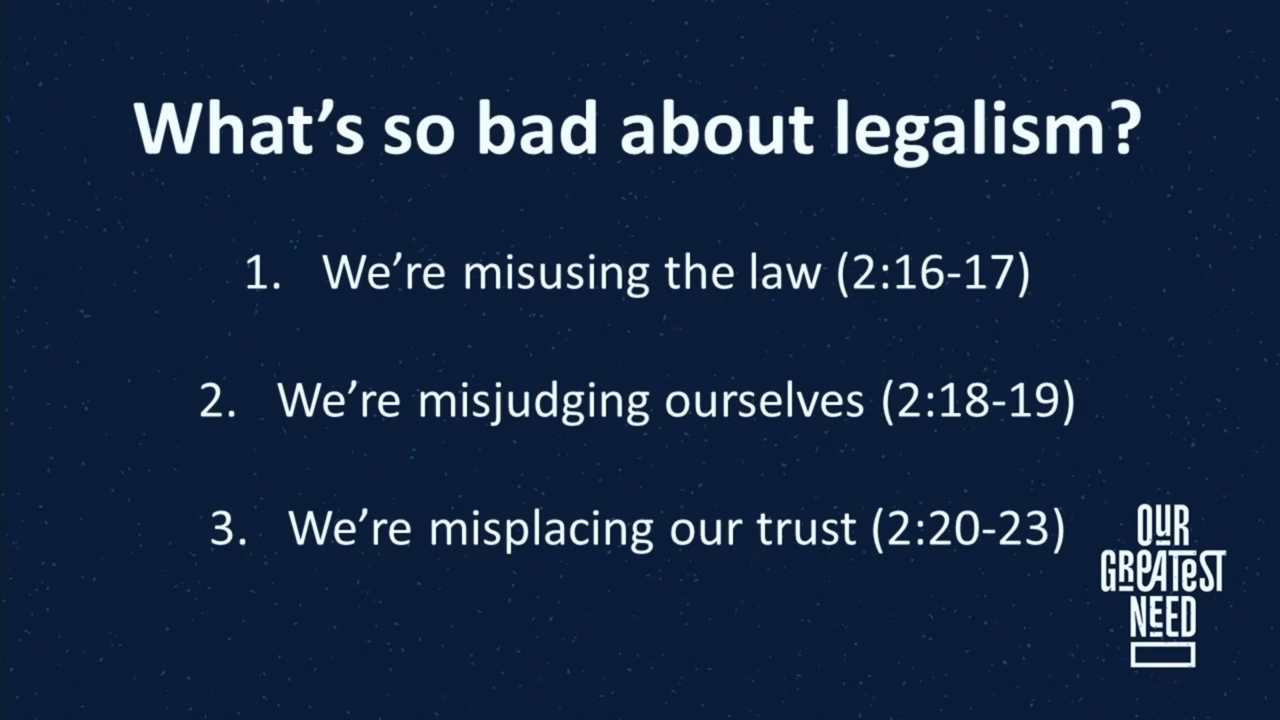 What's so bad about legalism?
1. We're misusing the law (2:16-17)
2. We're misjudging ourselves (2:18-19)
3. We're misplacing our trust (2:20-23)
OUR
GREATEST
NEED